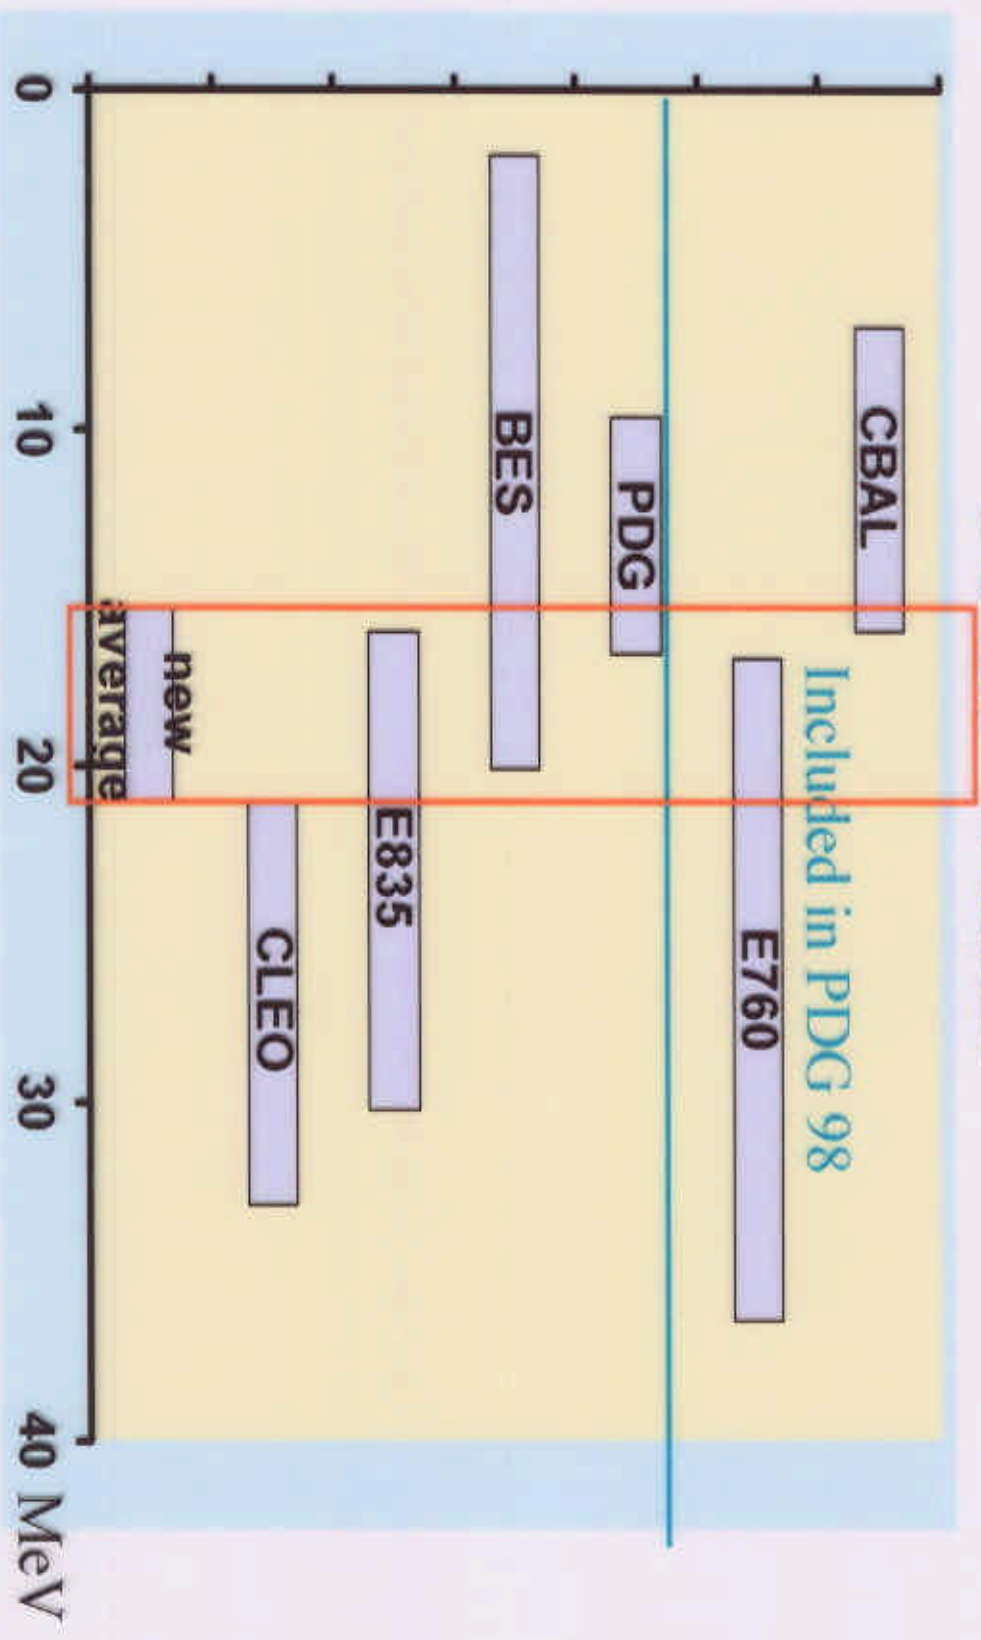 CBAL
Included in PDG 98
E760
PDG
BES
E835
CLEO
new
average
0 10 20 30 40 MeV